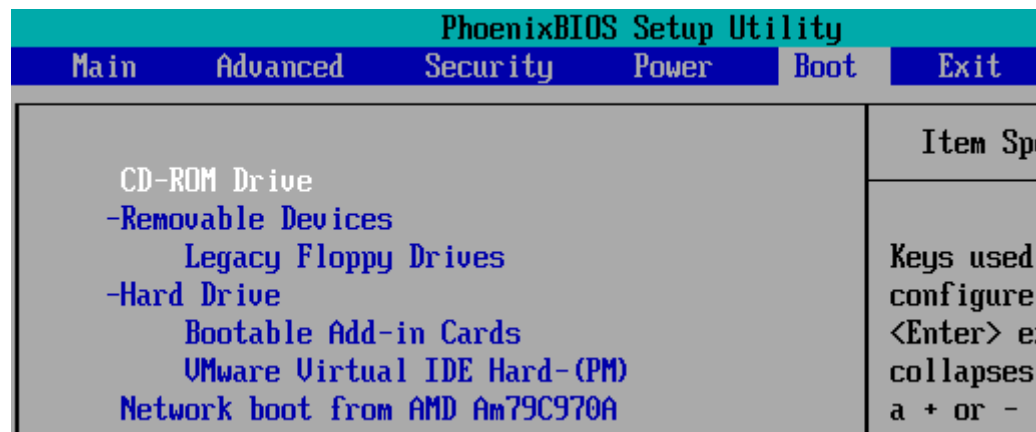 PhoenixBIOS Setup Utility
Main Advanced Security Power Boot Exit
CD-ROM Drive
-Removable Devices
Legacy Floppy Drives
-Hard Drive
Bootable Add-in Cards
VMware Virtual IDE Hard-(PM)
Network boot from AMD Am79C970A
Item Sp
Keys used
configure
<Enter> e
collapses
a + or -